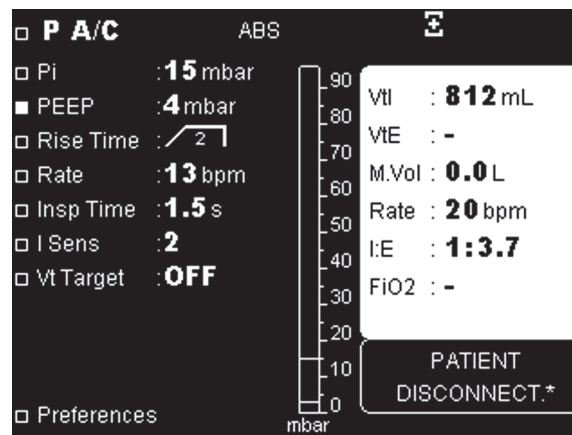 P A/C ABS
Pi :15 mbar
PEEP :4 mbar
Rise Time : 2
Rate :13 bpm
Insp Time :1.5 s
I Sens :2
Vt Target :OFF
Preferences
90
80
70
60
50
40
30
20
10
0
mbar
VtI : 812 mL
VtE : -
M.Vol : 0.0 L
Rate : 20 bpm
I:E : 1:3.7
FiO2 : -
PATIENT
DISCONNECT.*